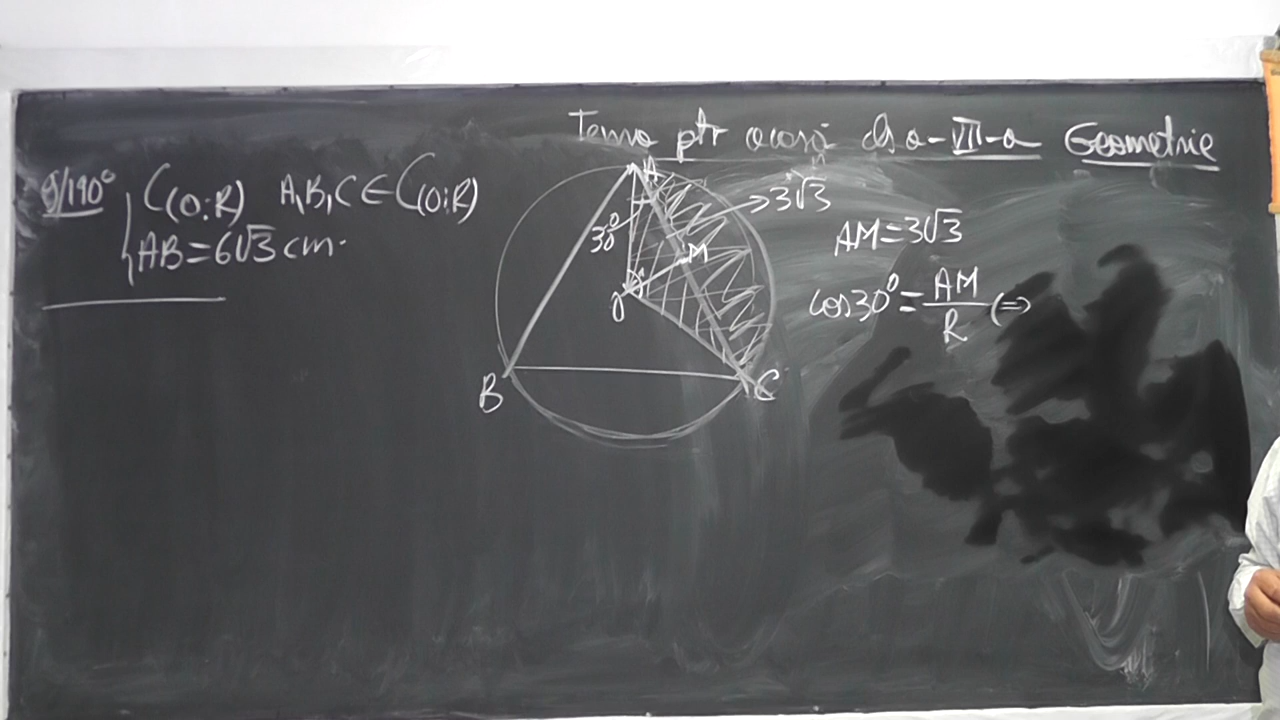 Tema ptr acasă cls a-VII-a Geometrie
9/190° C(O;R) A,B,C ∈ C(O;R)
AB=6√3 cm.
A
30°
M
O
B
C
3√3
AM=3√3
cos30°=AM/R (=>